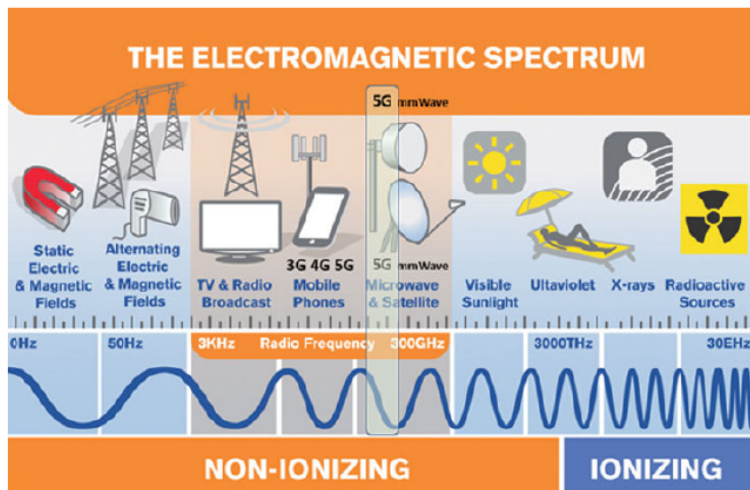 THE ELECTROMAGNETIC SPECTRUM
5G mmWave
Static
Electric
& Magnetic
Fields
Alternating
Electric
& Magnetic
Fields
TV & Radio
Broadcast
3G 4G 5G
Mobile
Phones
5G mmWave
Microwave
& Satellite
Visible
Sunlight
Ultaviolet
X-rays
Radioactive
Sources
0Hz
50Hz
3KHz
Radio Frequency
300GHz
3000THz
30EHz
NON-IONIZING
IONIZING